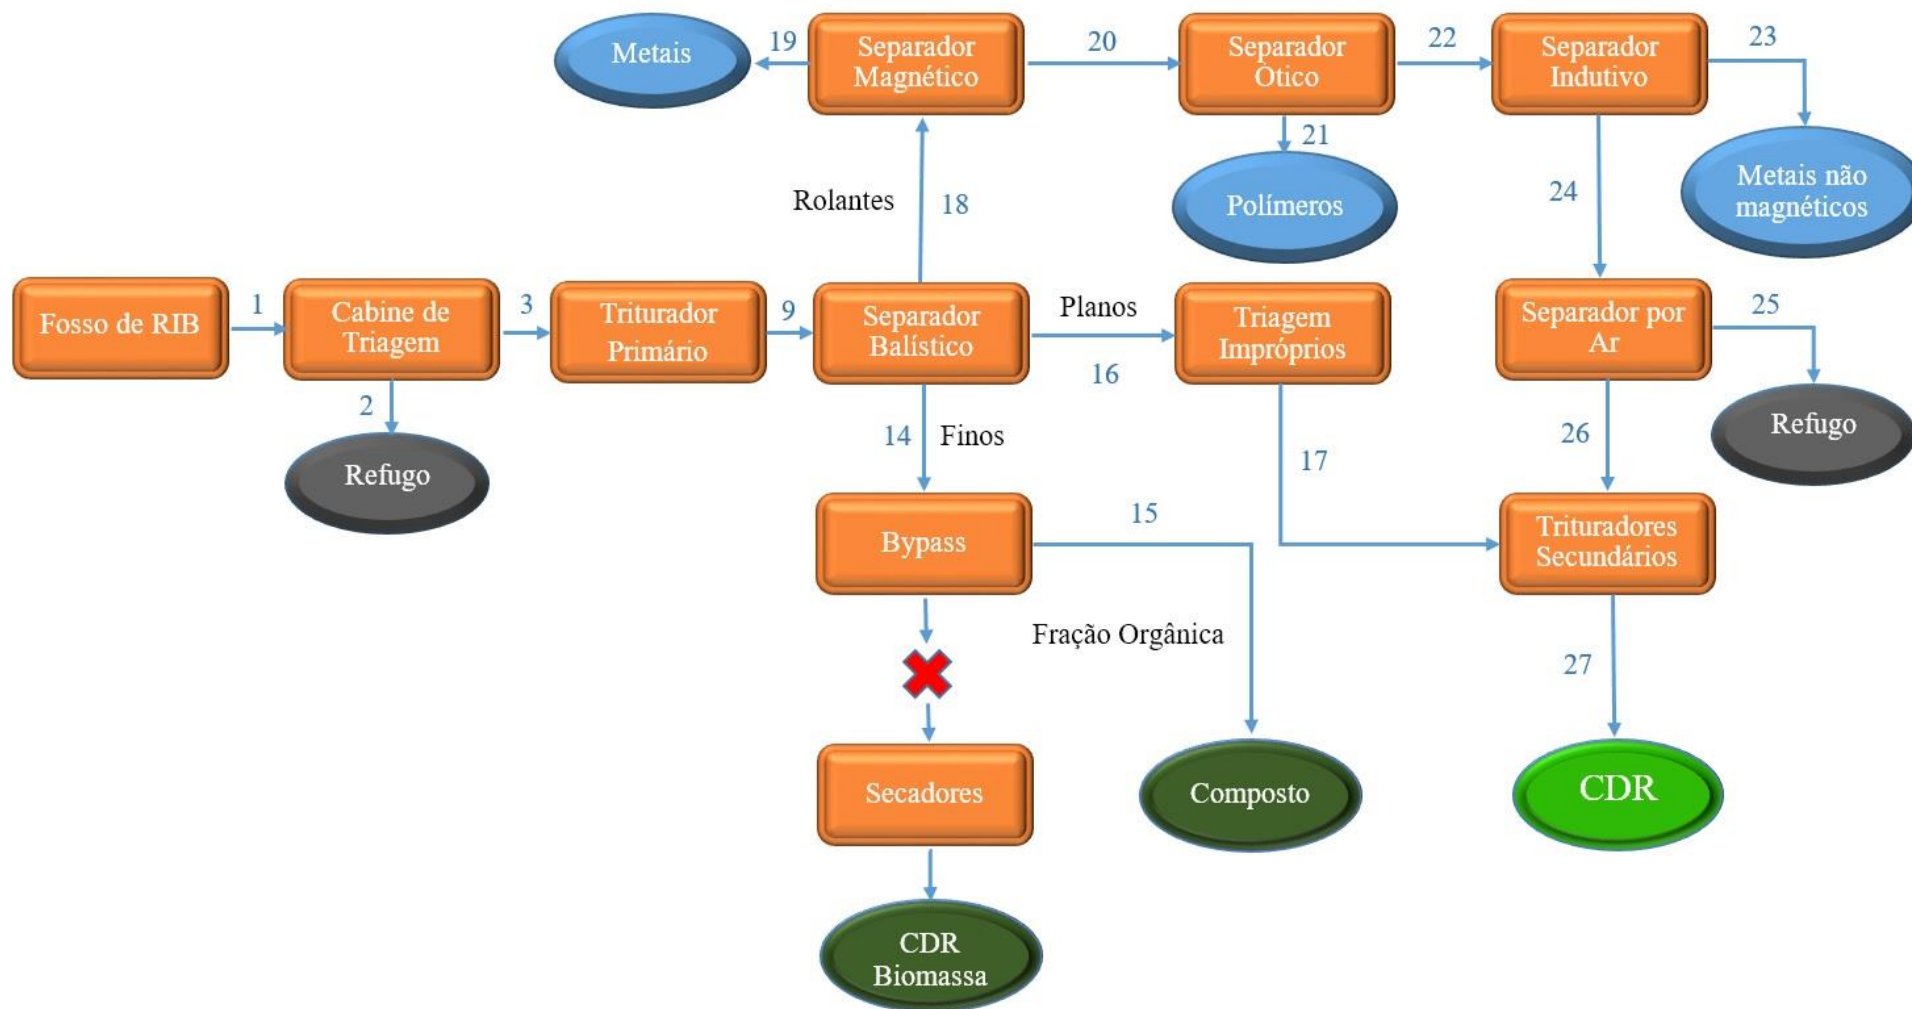 Metais
19
Separador
Magnético
20
Separador
Ótico
22
Separador
Indutivo
23
21
Polímeros
Rolantes
18
24
Metais não
magnéticos
Fosso de RIB
1
Cabine de
Triagem
3
Triturador
Primário
9
Separador
Balístico
Planos
16
Triagem
Impróprios
Separador por
Ar
25
2
Refugo
14
Finos
17
26
Refugo
Bypass
15
Trituradores
Secundários
Fração Orgânica
27
Secadores
Composto
CDR
CDR
Biomassa